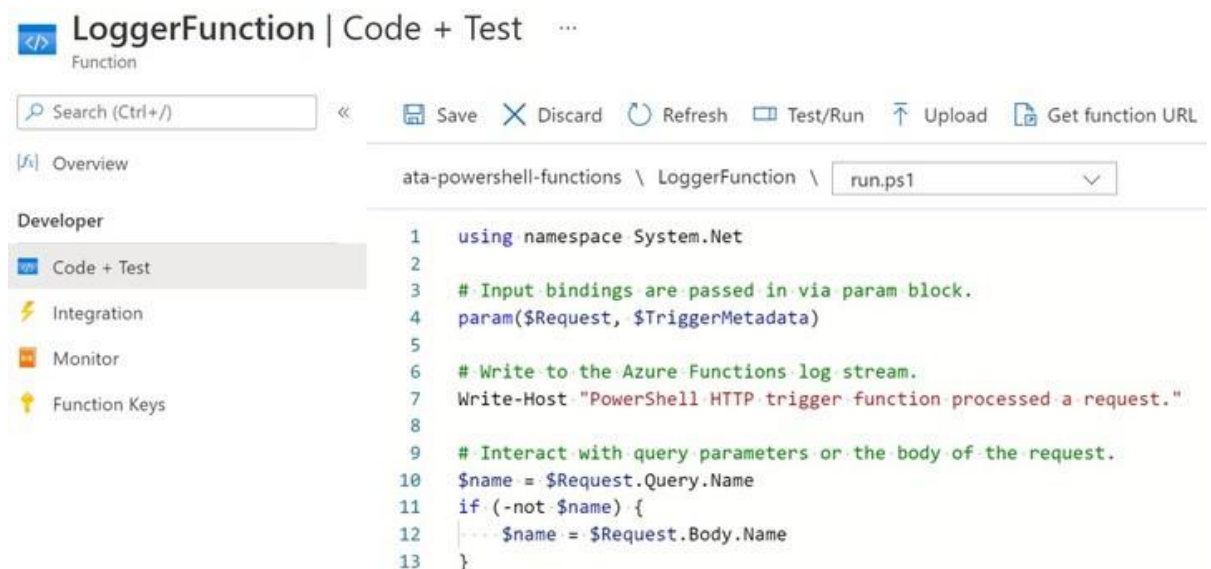 LoggerFunction | Code + Test ...
Function
Search (Ctrl+/)
«
Save Discard Refresh Test/Run Upload Get function URL
Overview
Developer
Code + Test
Integration
Monitor
Function Keys
ata-powershell-functions \ LoggerFunction \ run.ps1
1 using namespace System.Net
2
3 # Input bindings are passed in via param block.
4 param($Request, $TriggerMetadata)
5
6 # Write to the Azure Functions log stream.
7 Write-Host "PowerShell HTTP trigger function processed a request."
8
9 # Interact with query parameters or the body of the request.
10 $name = $Request.Query.Name
11 if (-not $name) {
12     $name = $Request.Body.Name
13 }